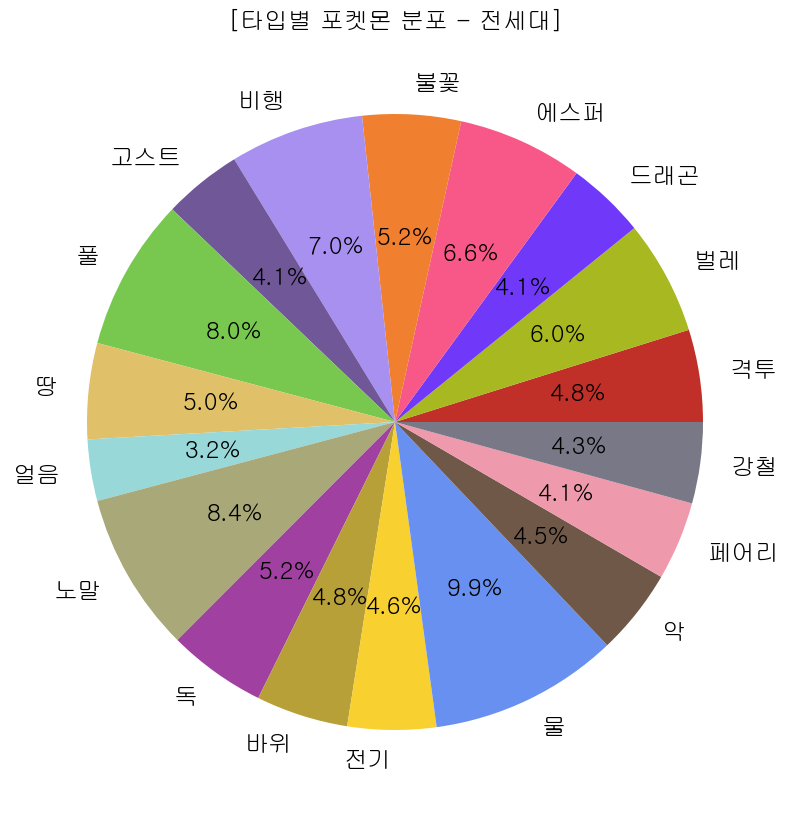 [타입별 포켓몬 분포 - 전세대]
불꽃
비행
에스퍼
고스트
드래곤
풀
벌레
땅
격투
얼음
강철
노말
페어리
독
악
바위
전기
물
5.2%
7.0%
6.6%
4.1%
4.1%
8.0%
6.0%
5.0%
4.8%
3.2%
4.3%
8.4%
4.1%
5.2%
4.5%
4.8%
4.6%
9.9%